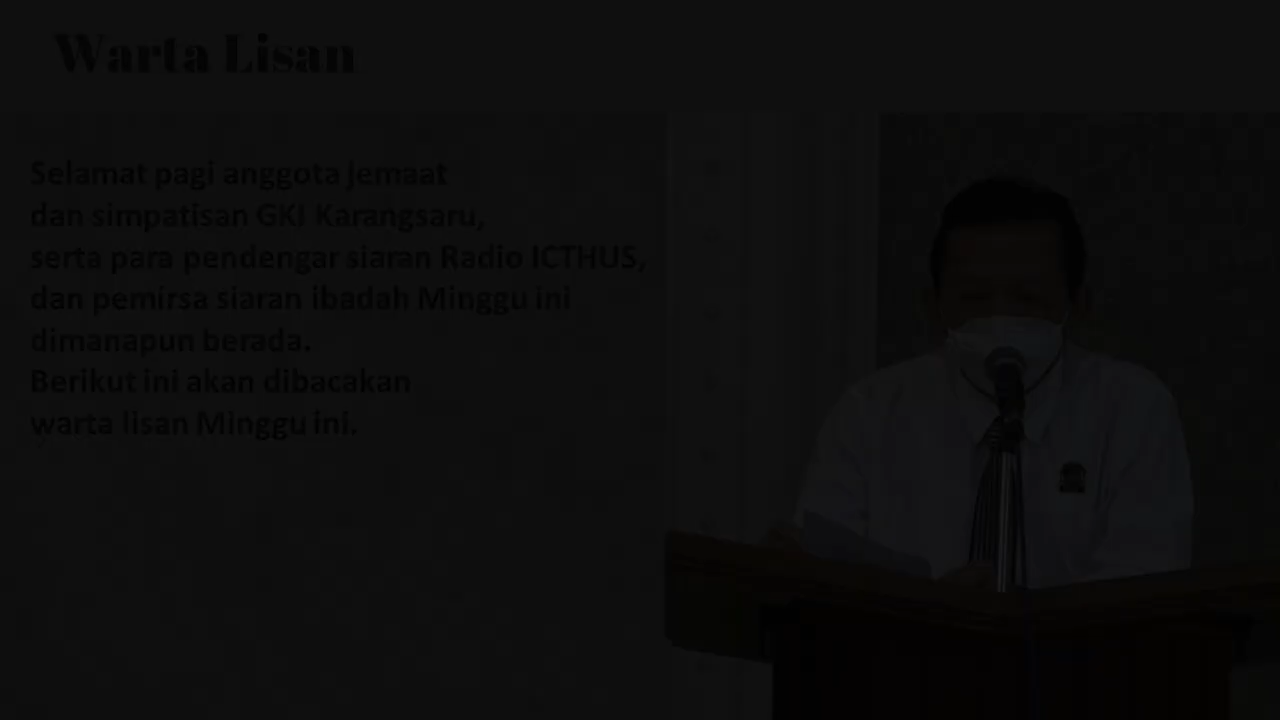 Warta Lisan
Selamat pagi anggota jemaat
dan simpatisan GKI Karangsaru,
serta para pendengar siaran Radio ICTHUS,
dan pemirsa siaran ibadah Minggu ini
dimanapun berada.
Berikut ini akan dibacakan
warta lisan Minggu ini.